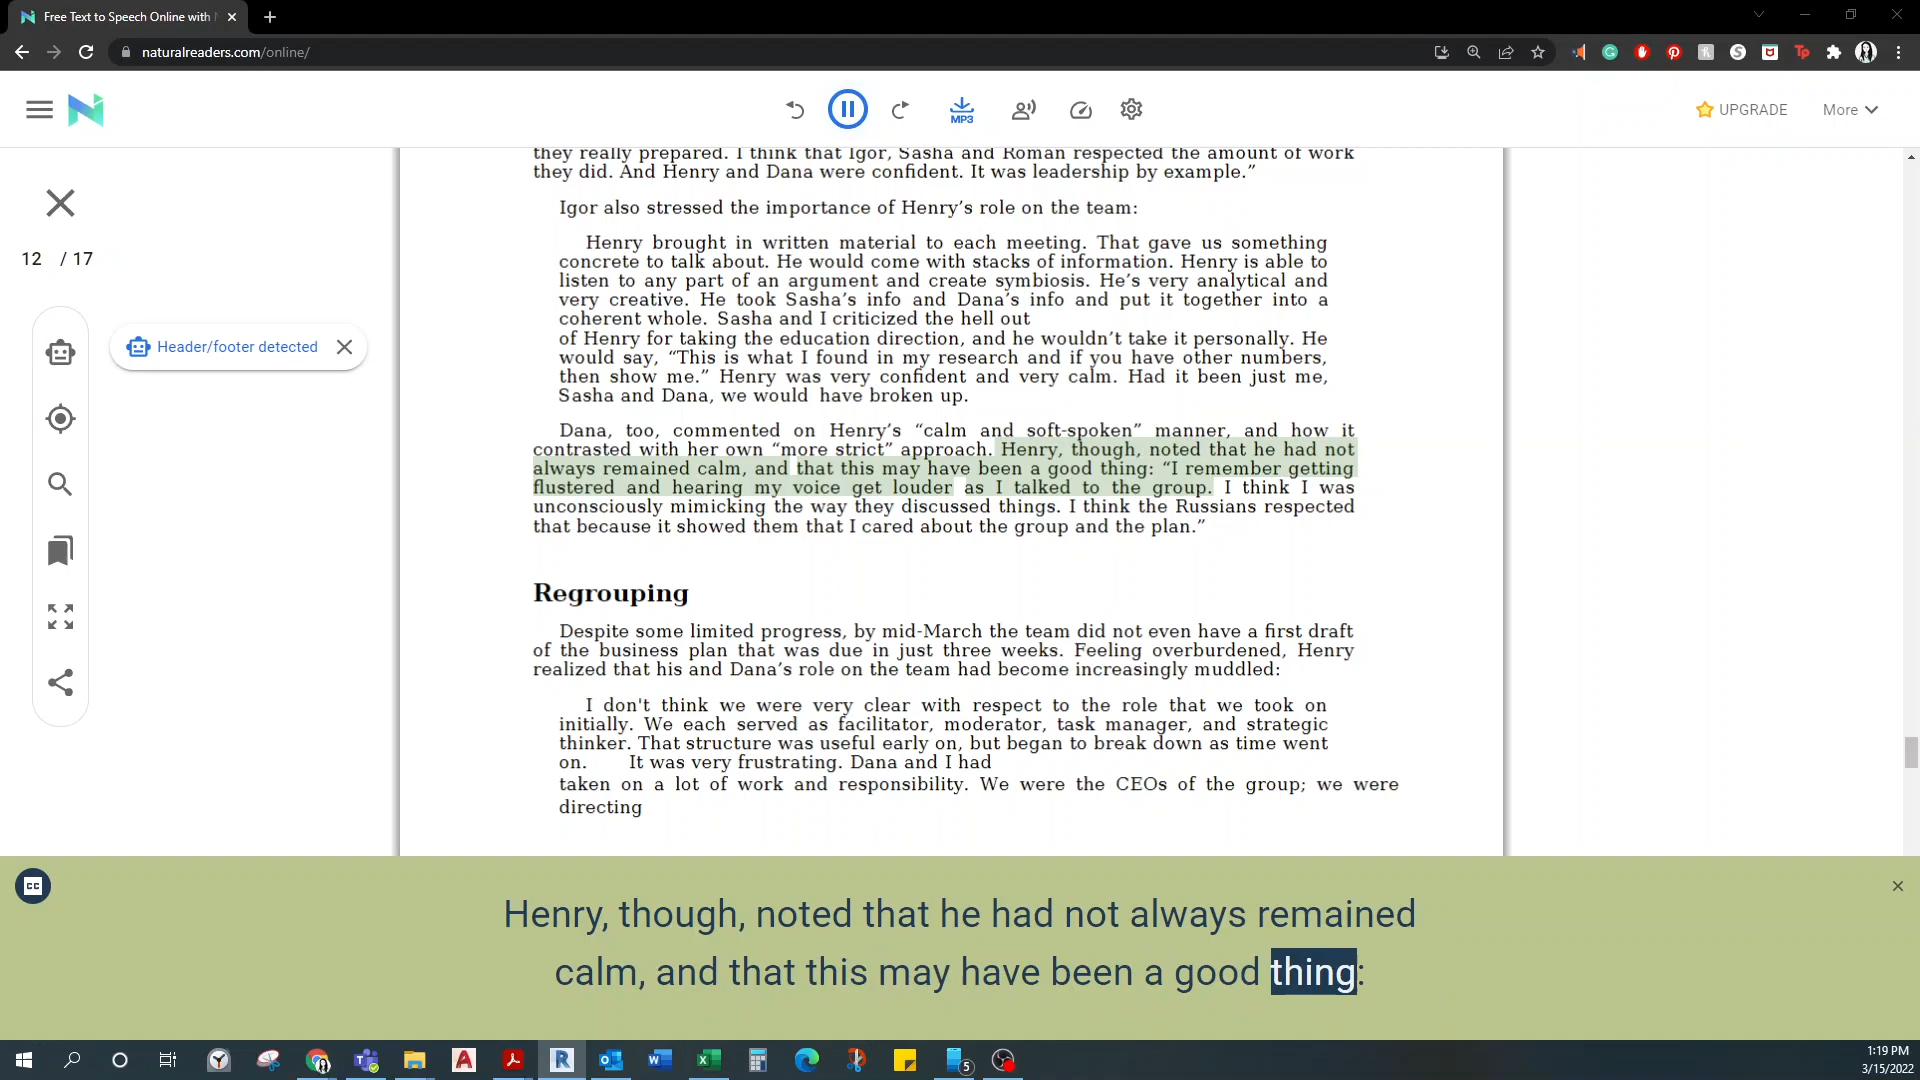 Free Text to Speech Online with
naturalreaders.com/online/
MP3
UPGRADE
More
12 / 17
Header/footer detected
they really prepared. I think that Igor, Sasha and Roman respected the amount of work
they did. And Henry and Dana were confident. It was leadership by example.”
Igor also stressed the importance of Henry’s role on the team:
Henry brought in written material to each meeting. That gave us something
concrete to talk about. He would come with stacks of information. Henry is able to
listen to any part of an argument and create symbiosis. He’s very analytical and
very creative. He took Sasha’s info and Dana’s info and put it together into a
coherent whole. Sasha and I criticized the hell out
of Henry for taking the education direction, and he wouldn’t take it personally. He
would say, “This is what I found in my research and if you have other numbers,
then show me.” Henry was very confident and very calm. Had it been just me,
Sasha and Dana, we would have broken up.
Dana, too, commented on Henry’s “calm and soft-spoken” manner, and how it
contrasted with her own “more strict” approach. Henry, though, noted that he had not
always remained calm, and that this may have been a good thing: “I remember getting
flustered and hearing my voice get louder as I talked to the group. I think I was
unconsciously mimicking the way they discussed things. I think the Russians respected
that because it showed them that I cared about the group and the plan.”
Regrouping
Despite some limited progress, by mid-March the team did not even have a first draft
of the business plan that was due in just three weeks. Feeling overburdened, Henry
realized that his and Dana’s role on the team had become increasingly muddled:
I don't think we were very clear with respect to the role that we took on
initially. We each served as facilitator, moderator, task manager, and strategic
thinker. That structure was useful early on, but began to break down as time went
on. It was very frustrating. Dana and I had
taken on a lot of work and responsibility. We were the CEOs of the group; we were
directing
CC
Henry, though, noted that he had not always remained
calm, and that this may have been a good thing:
5
1:19 PM
3/15/2022